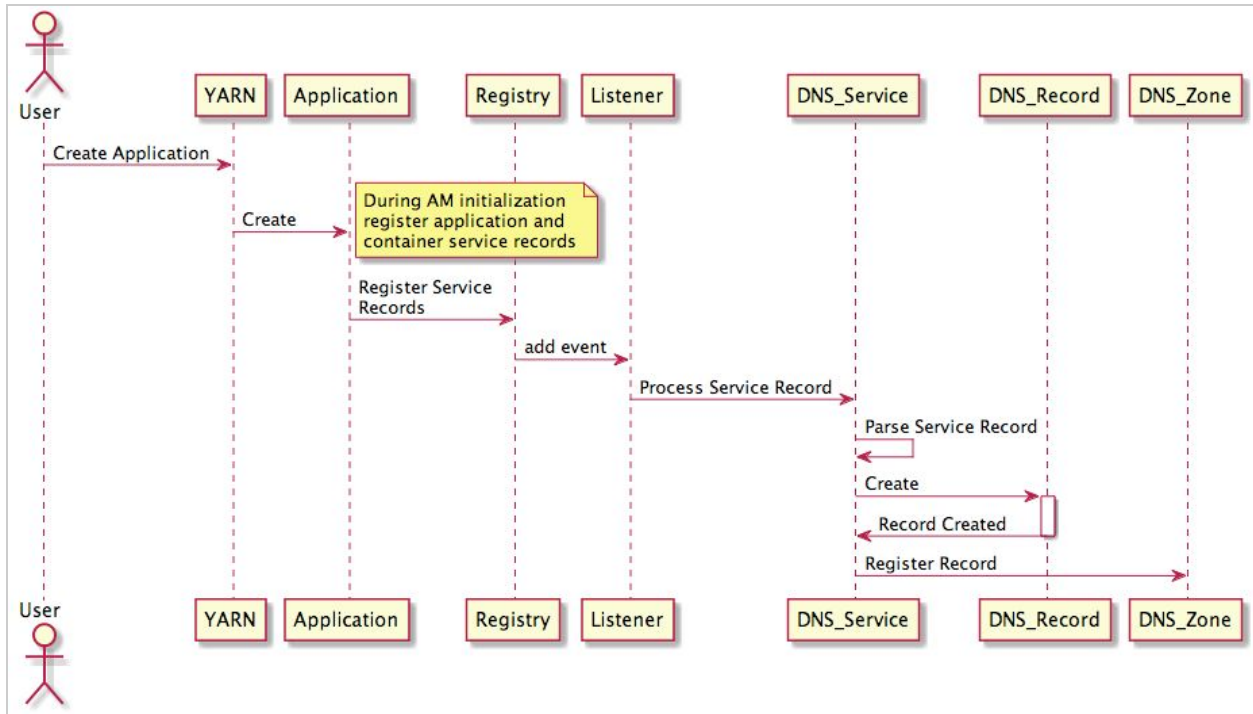 User
YARN
Application
Registry
Listener
DNS_Service
DNS_Record
DNS_Zone
Create Application
During AM initialization
register application and
container service records
Create
Register Service
Records
add event
Process Service Record
Parse Service Record
Create
Record Created
Register Record
User
YARN
Application
Registry
Listener
DNS_Service
DNS_Record
DNS_Zone